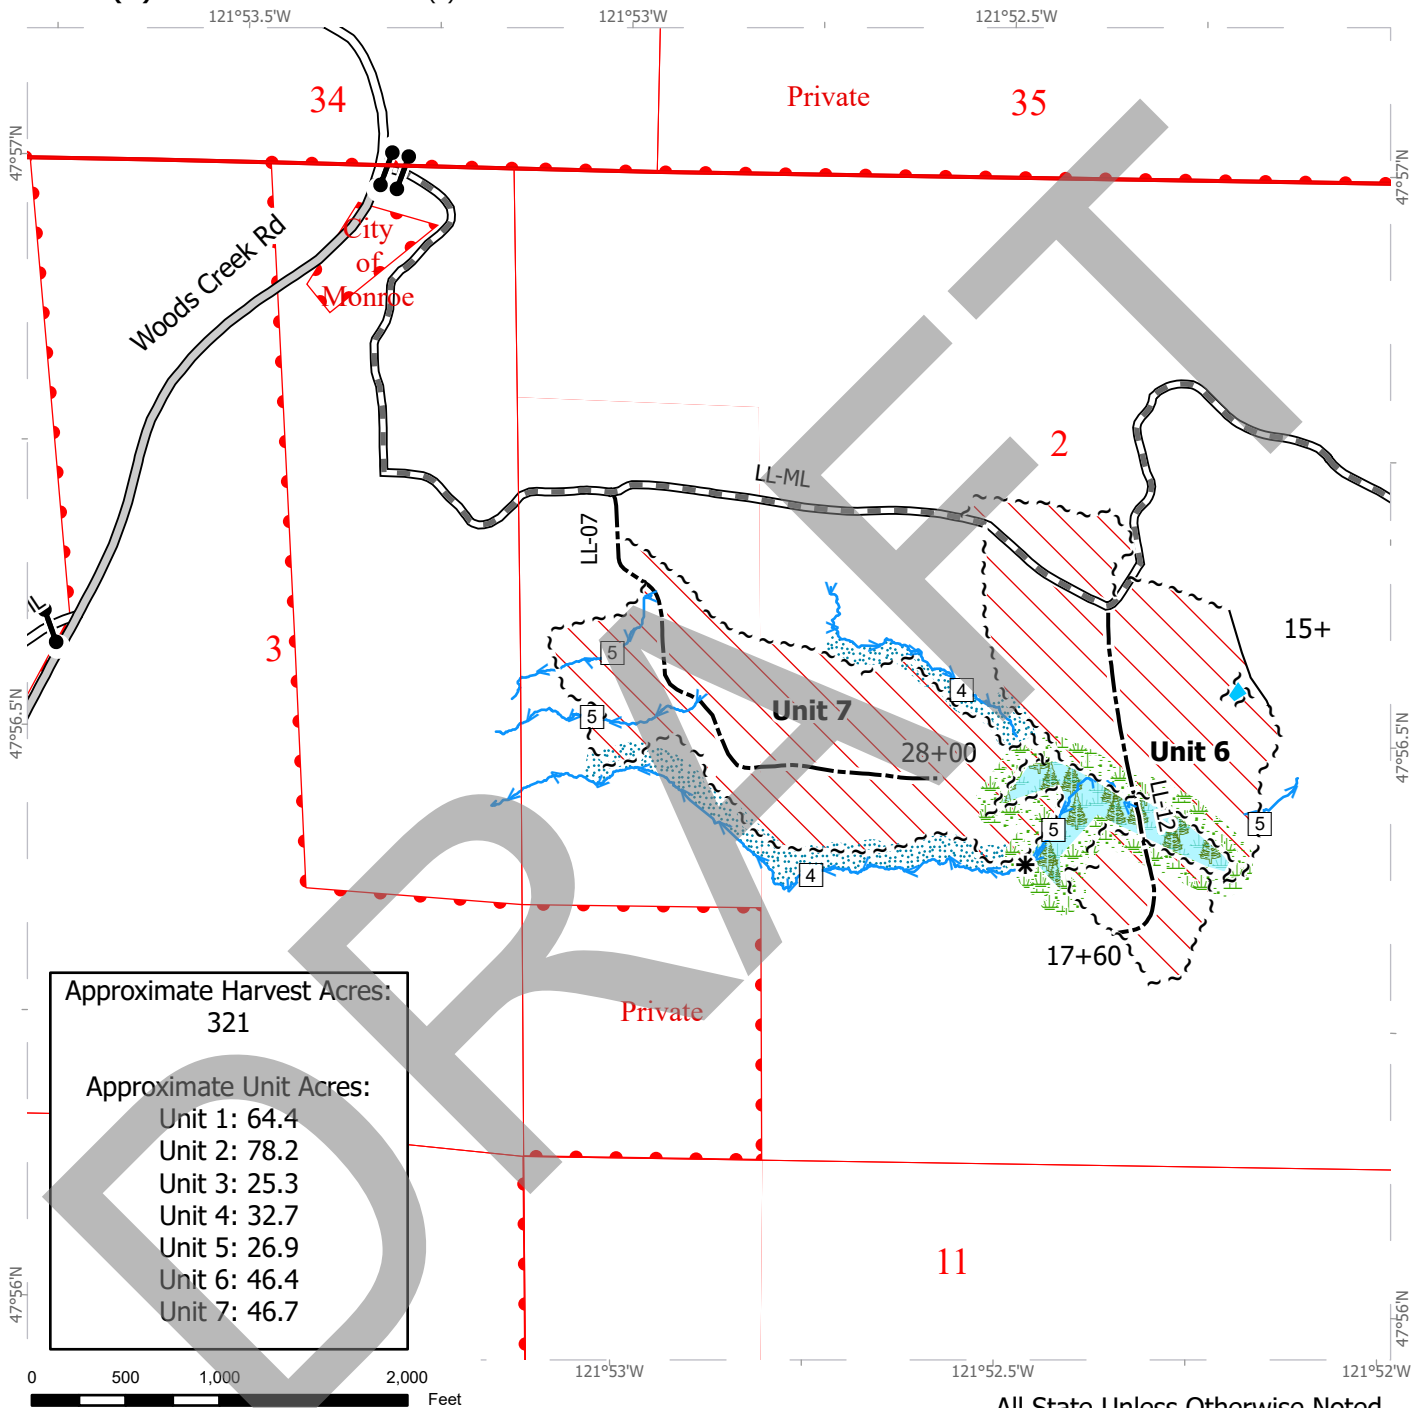 121°53.5'W
121°53'W
121°52.5'W
34
Private
35
47°57'N
47°57'N
City
of
Monroe
Woods Creek Rd
2
LL-ML
LL-07
15+
3
5
4
Unit 7
5
Unit 6
47°56.5'N
47°56.5'N
28+00
LL-12
5
5
4
17+60
Private
Approximate Harvest Acres:
321
Approximate Unit Acres:
Unit 1: 64.4
Unit 2: 78.2
Unit 3: 25.3
Unit 4: 32.7
Unit 5: 26.9
Unit 6: 46.4
Unit 7: 46.7
11
47°56'N
47°56'N
121°53'W
121°52.5'W
121°52'W
0 500 1,000 2,000
Feet
All State Unless Otherwise Noted
DRAFT